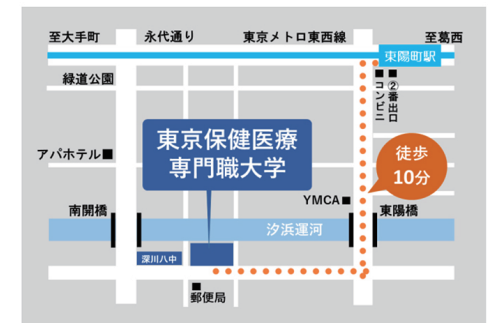 至大手町
永代通り
東京メトロ東西線
至葛西
東陽町駅
緑道公園
■コンビニ
■②番出口
東京保健医療
専門職大学
アパホテル■
徒歩
10分
YMCA■
南開橋
東陽橋
汐浜運河
深川八中
■
郵便局